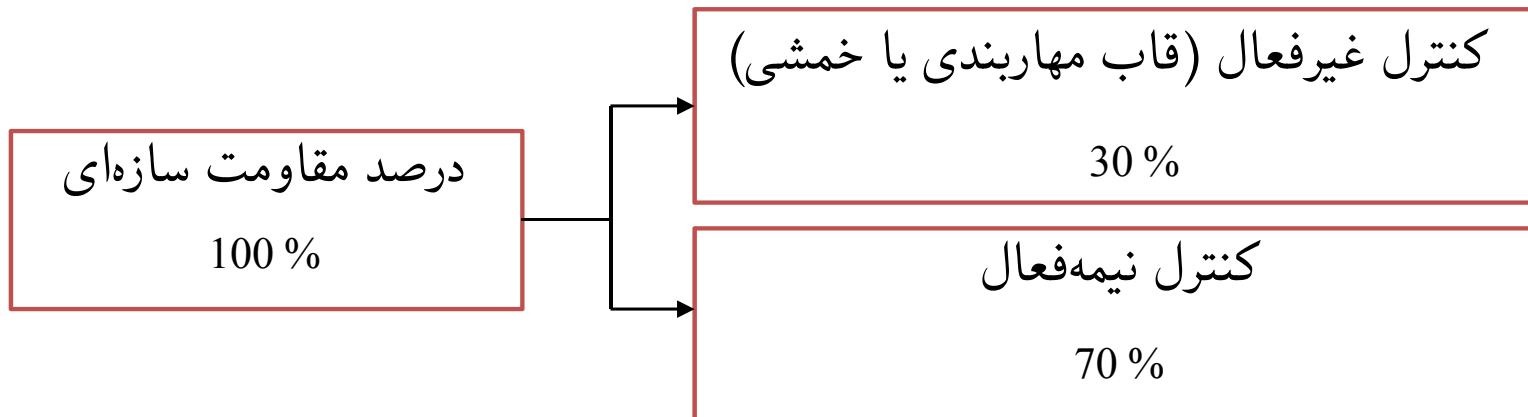 درصد مقاومت سازه‌ای
100 %
کنترل غیرفعال (قاب مهاربندی یا خمشی)
30 %
کنترل نیمه‌فعال
70 %